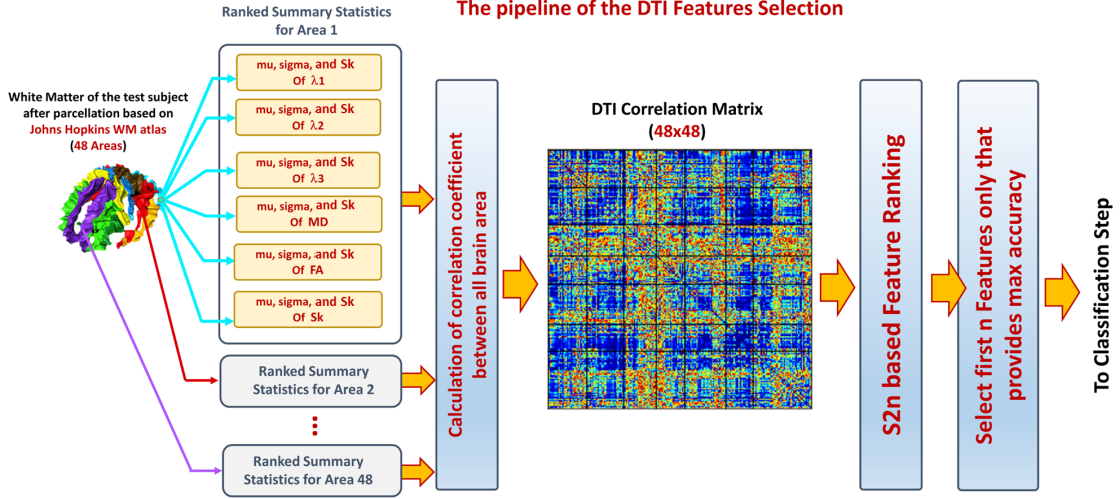 The pipeline of the DTI Features Selection
Ranked Summary Statistics
for Area 1
White Matter of the test subject
after parcellation based on
Johns Hopkins WM atlas
(48 Areas)
mu, sigma, and Sk
Of λ1
mu, sigma, and Sk
Of λ2
mu, sigma, and Sk
Of λ3
mu, sigma, and Sk
Of MD
mu, sigma, and Sk
Of FA
mu, sigma, and Sk
Of Sk
Ranked Summary
Statistics for Area 2
Ranked Summary
Statistics for Area 48
Calculation of correlation coefficient
between all brain area
DTI Correlation Matrix
(48x48)
S2n based Feature Ranking
Select first n Features only that
provides max accuracy
To Classification Step